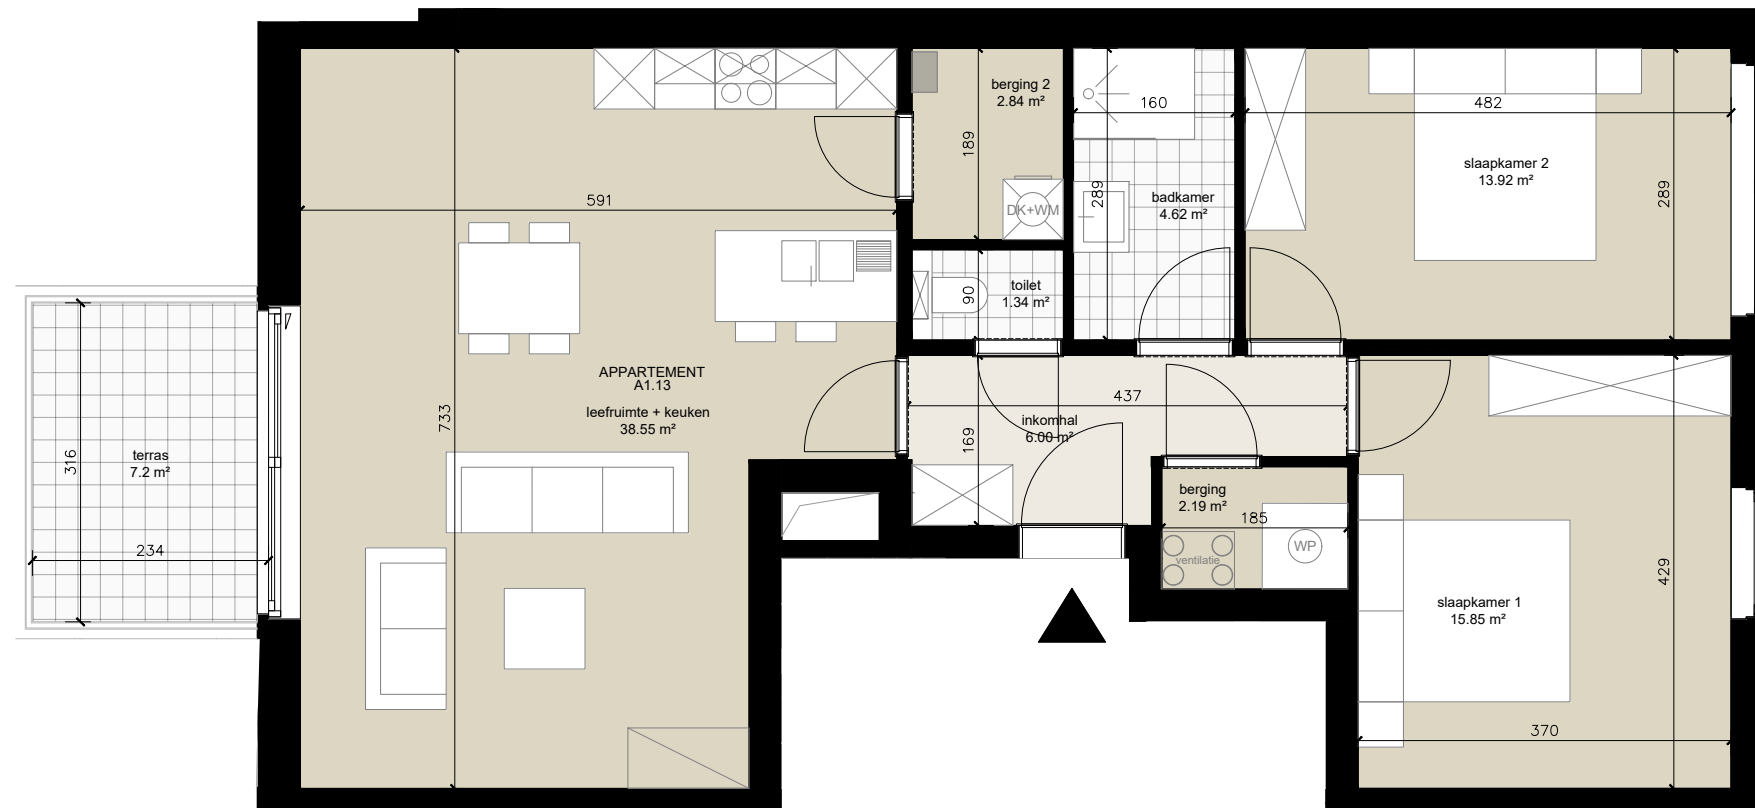 berging 2
2.84 m²
189
DK+WM
160
289
badkamer
4.62 m²
482
slaapkamer 2
13.92 m²
289
591
toilet
1.34 m²
90
APPARTEMENT
A1.13
leefruimte + keuken
38.55 m²
733
437
inkomhal
6.00 m²
169
terras
7.2 m²
316
234
berging
2.19 m²
185
ventilatie
WP
slaapkamer 1
15.85 m²
429
370